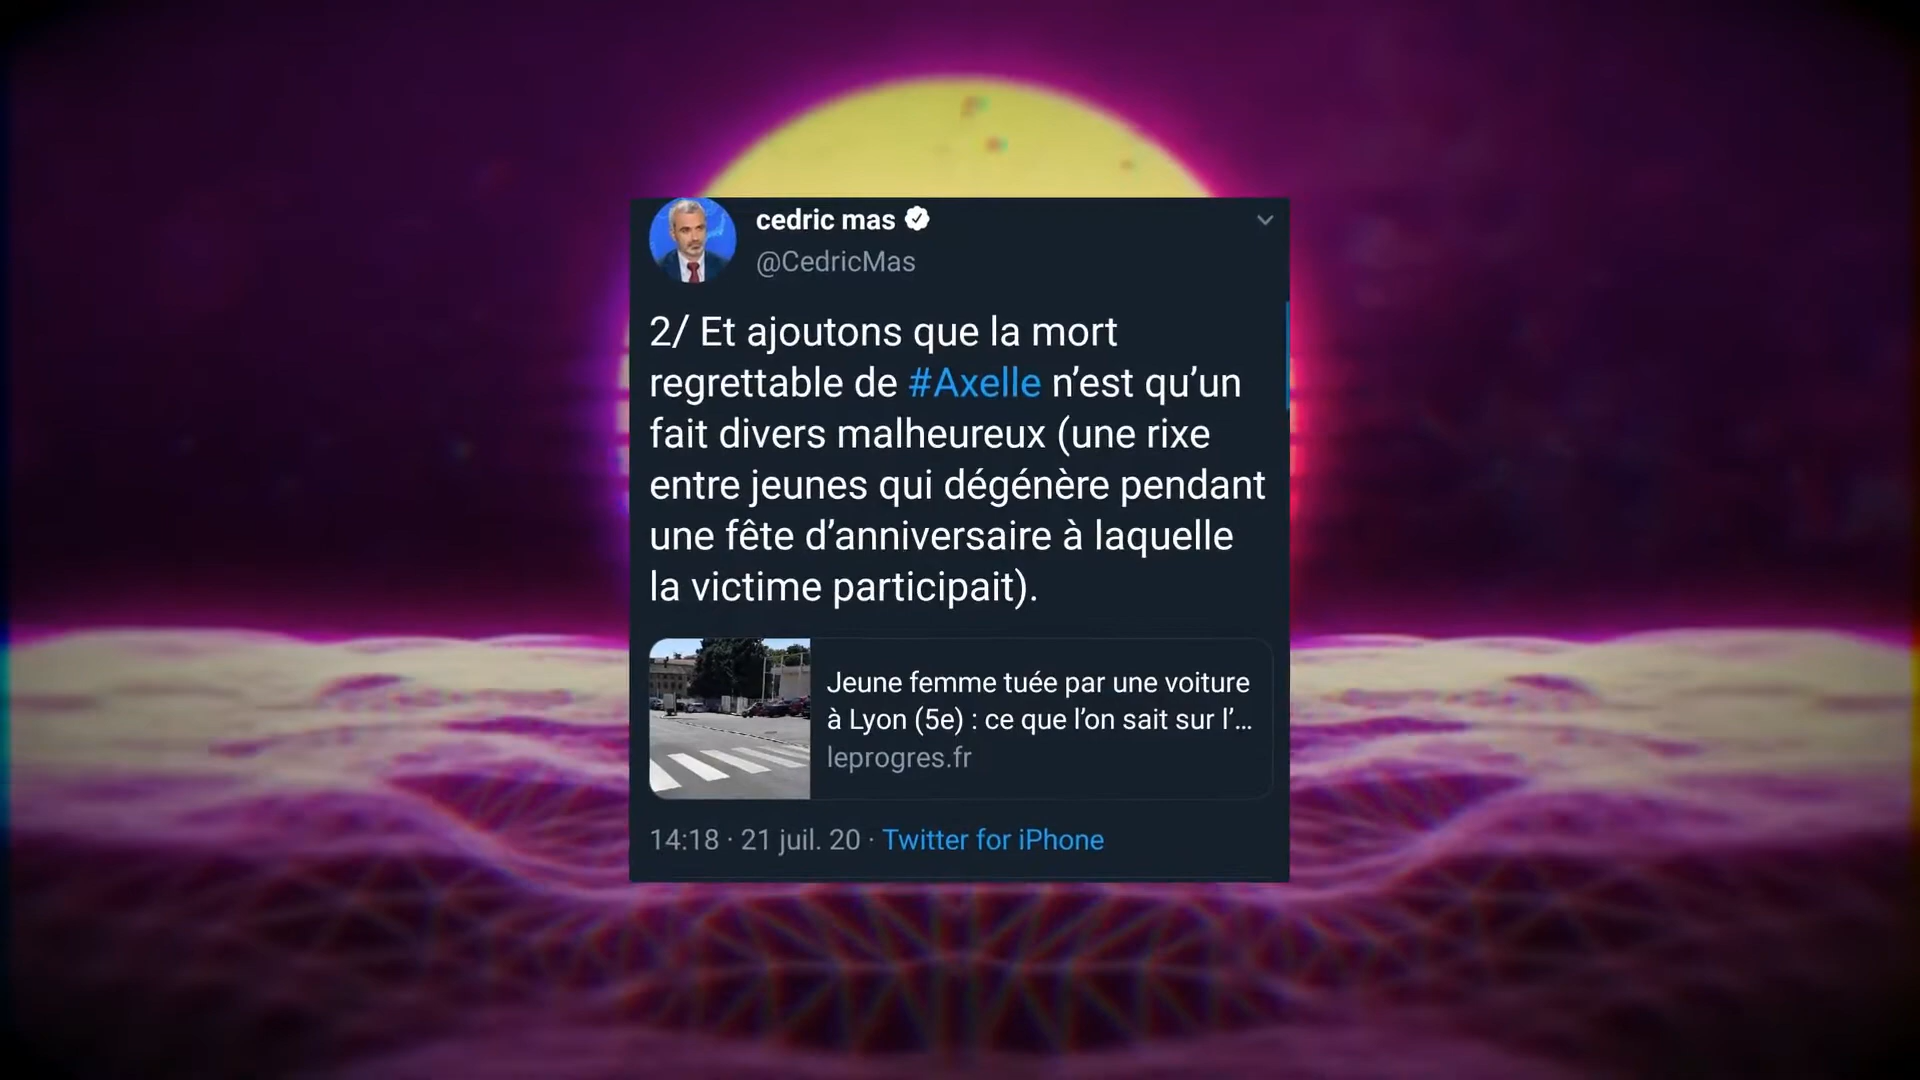 cedric mas
@CedricMas
2/ Et ajoutons que la mort
regrettable de #Axelle n’est qu’un
fait divers malheureux (une rixe
entre jeunes qui dégénère pendant
une fête d’anniversaire à laquelle
la victime participait).
Jeune femme tuée par une voiture
à Lyon (5e) : ce que l’on sait sur l’...
leprogres.fr
14:18 · 21 juil. 20 · Twitter for iPhone